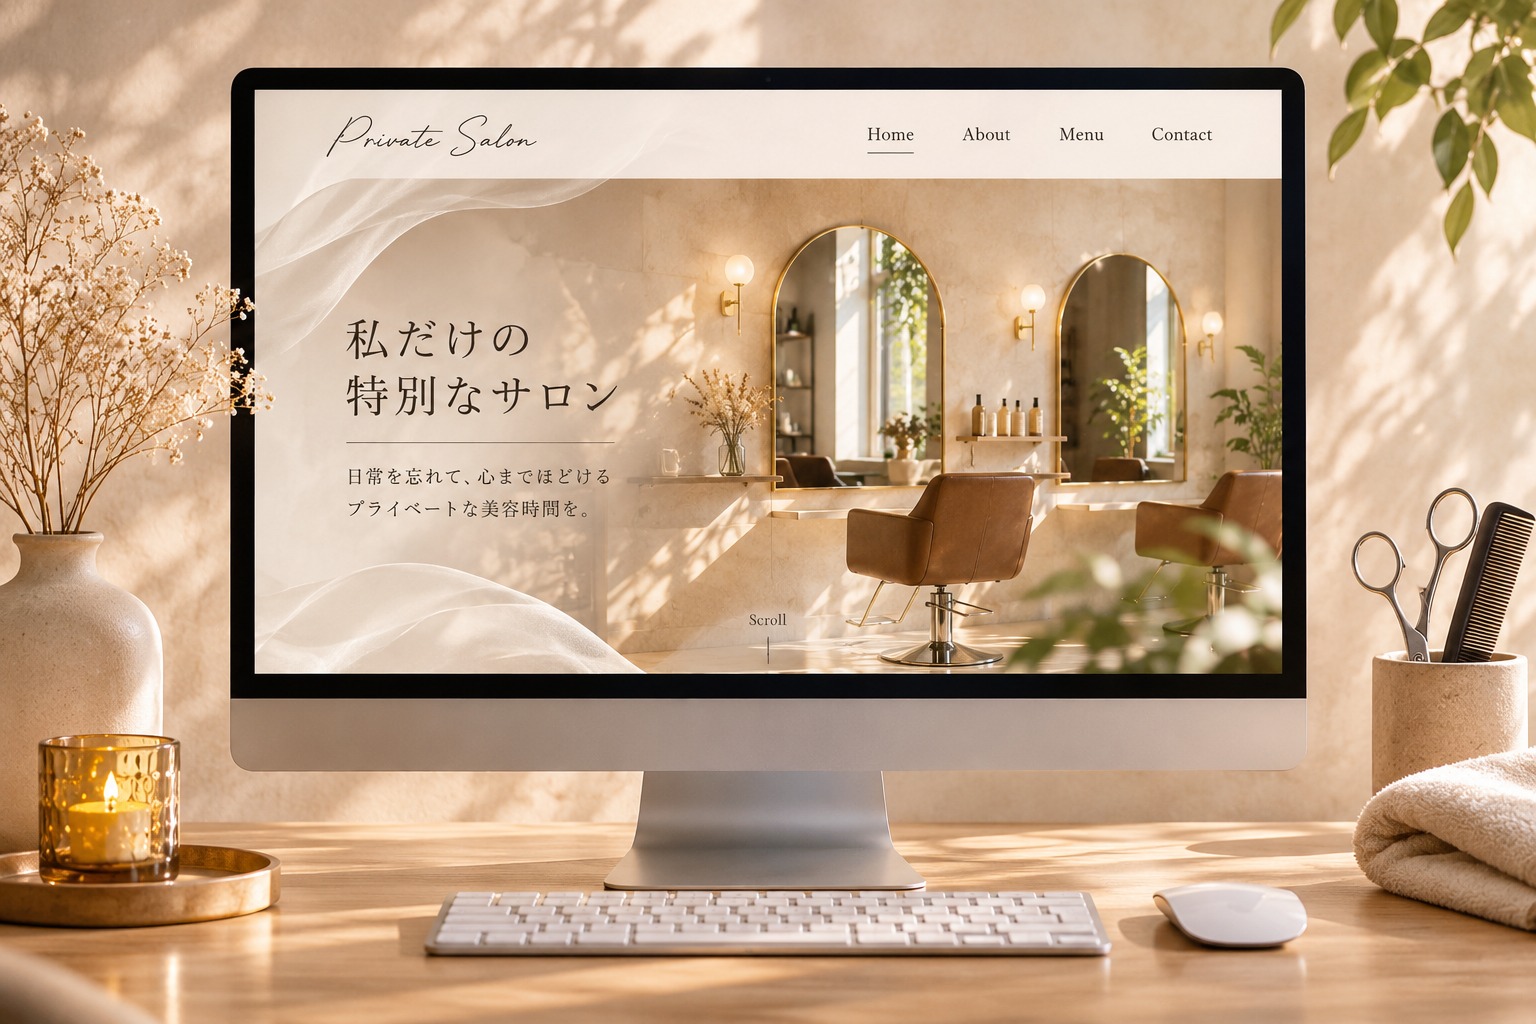 Private Salon
Home About Menu Contact
私だけの
特別なサロン
日常を忘れて、心までほどける
プライベートな美容時間を。
Scroll